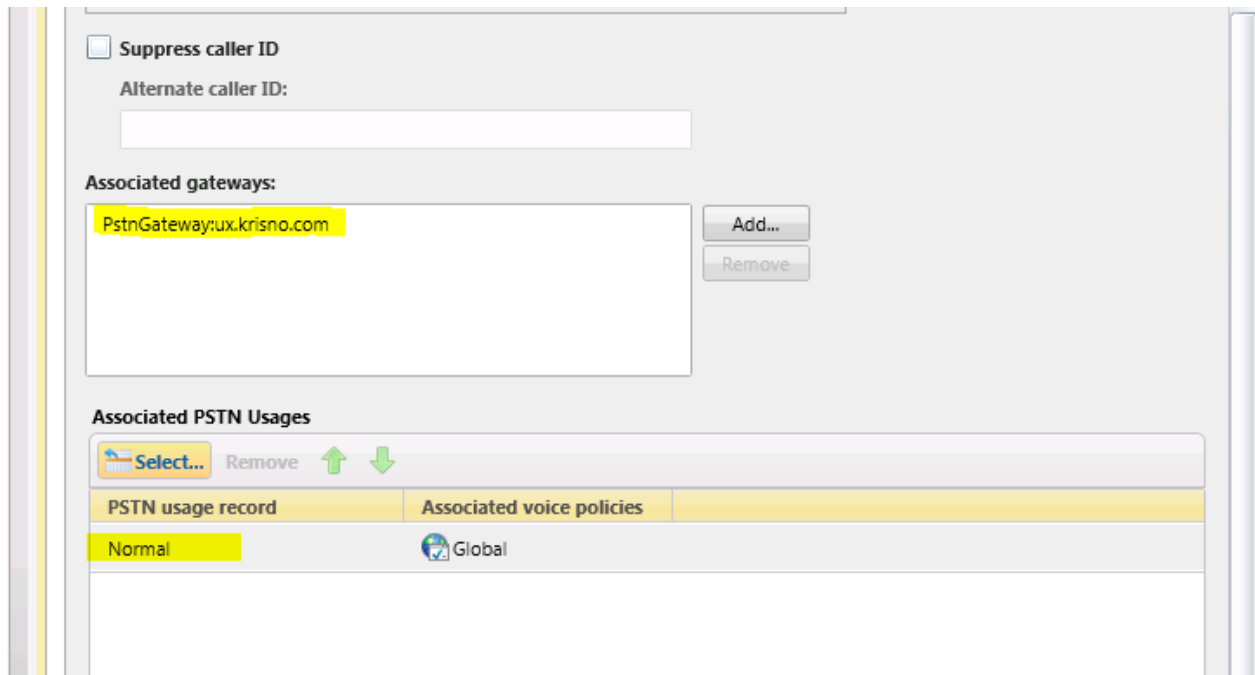 Suppress caller ID
Alternate caller ID:
Associated gateways:
PstnGateway:ux.krisno.com
Add...
Remove
Associated PSTN Usages
Select... Remove
PSTN usage record Associated voice policies
Normal Global